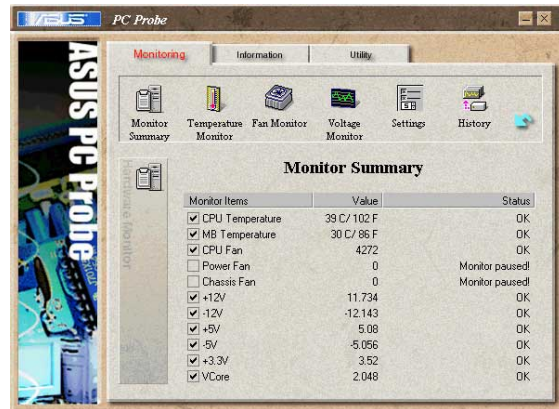 /SUS PC Probe
ASUS PC Probe
Monitoring Information Utility
Monitor Summary
Temperature Monitor
Fan Monitor
Voltage Monitor
Settings
History
Hardware Monitor
Monitor Summary
Monitor Items Value Status
CPU Temperature 39 C/ 102 F OK
MB Temperature 30 C/ 86 F OK
CPU Fan 4272 OK
Power Fan 0 Monitor paused!
Chassis Fan 0 Monitor paused!
+12V 11.734 OK
-12V -12.143 OK
+5V 5.08 OK
-5V -5.056 OK
+3.3V 3.52 OK
VCore 2.048 OK